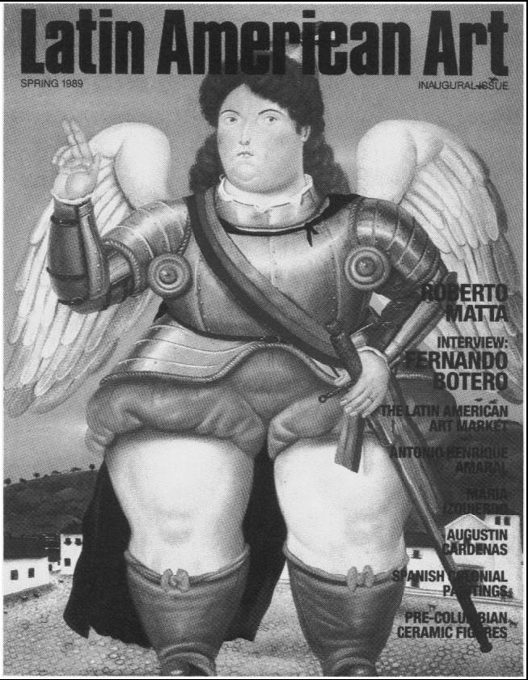 Latin American Art
SPRING 1989
INAUGURAL ISSUE
ROBERTO
MATTA
INTERVIEW:
FERNANDO
BOTERO
THE LATIN AMERICAN
ART MARKET
ANTONIO HENRIQUE
AMARAL
MARIA
IZQUIERDO
AUGUSTIN
CARDENAS
SPANISH COLONIAL
PAINTINGS
PRE-COLUMBIAN
CERAMIC FIGURES